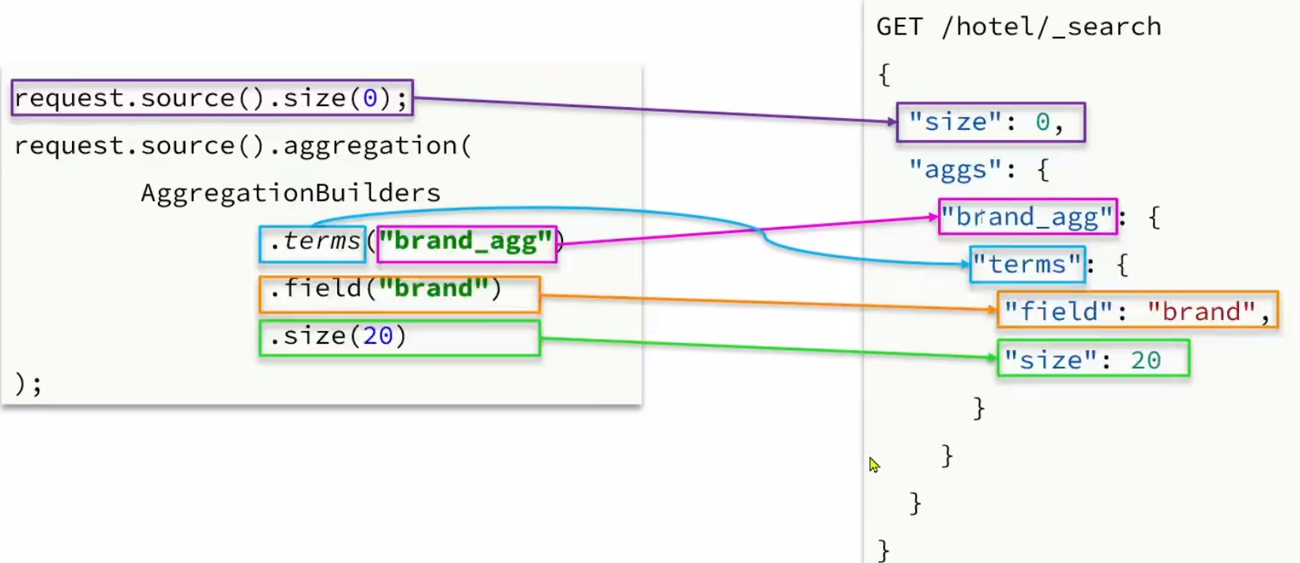 request.source().size(0);
request.source().aggregation(
AggregationBuilders
.terms("brand_agg")
.field("brand")
.size(20)
);
GET /hotel/_search
{
"size": 0,
"aggs": {
"brand_agg": {
"terms": {
"field": "brand",
"size": 20
}
}
}
}